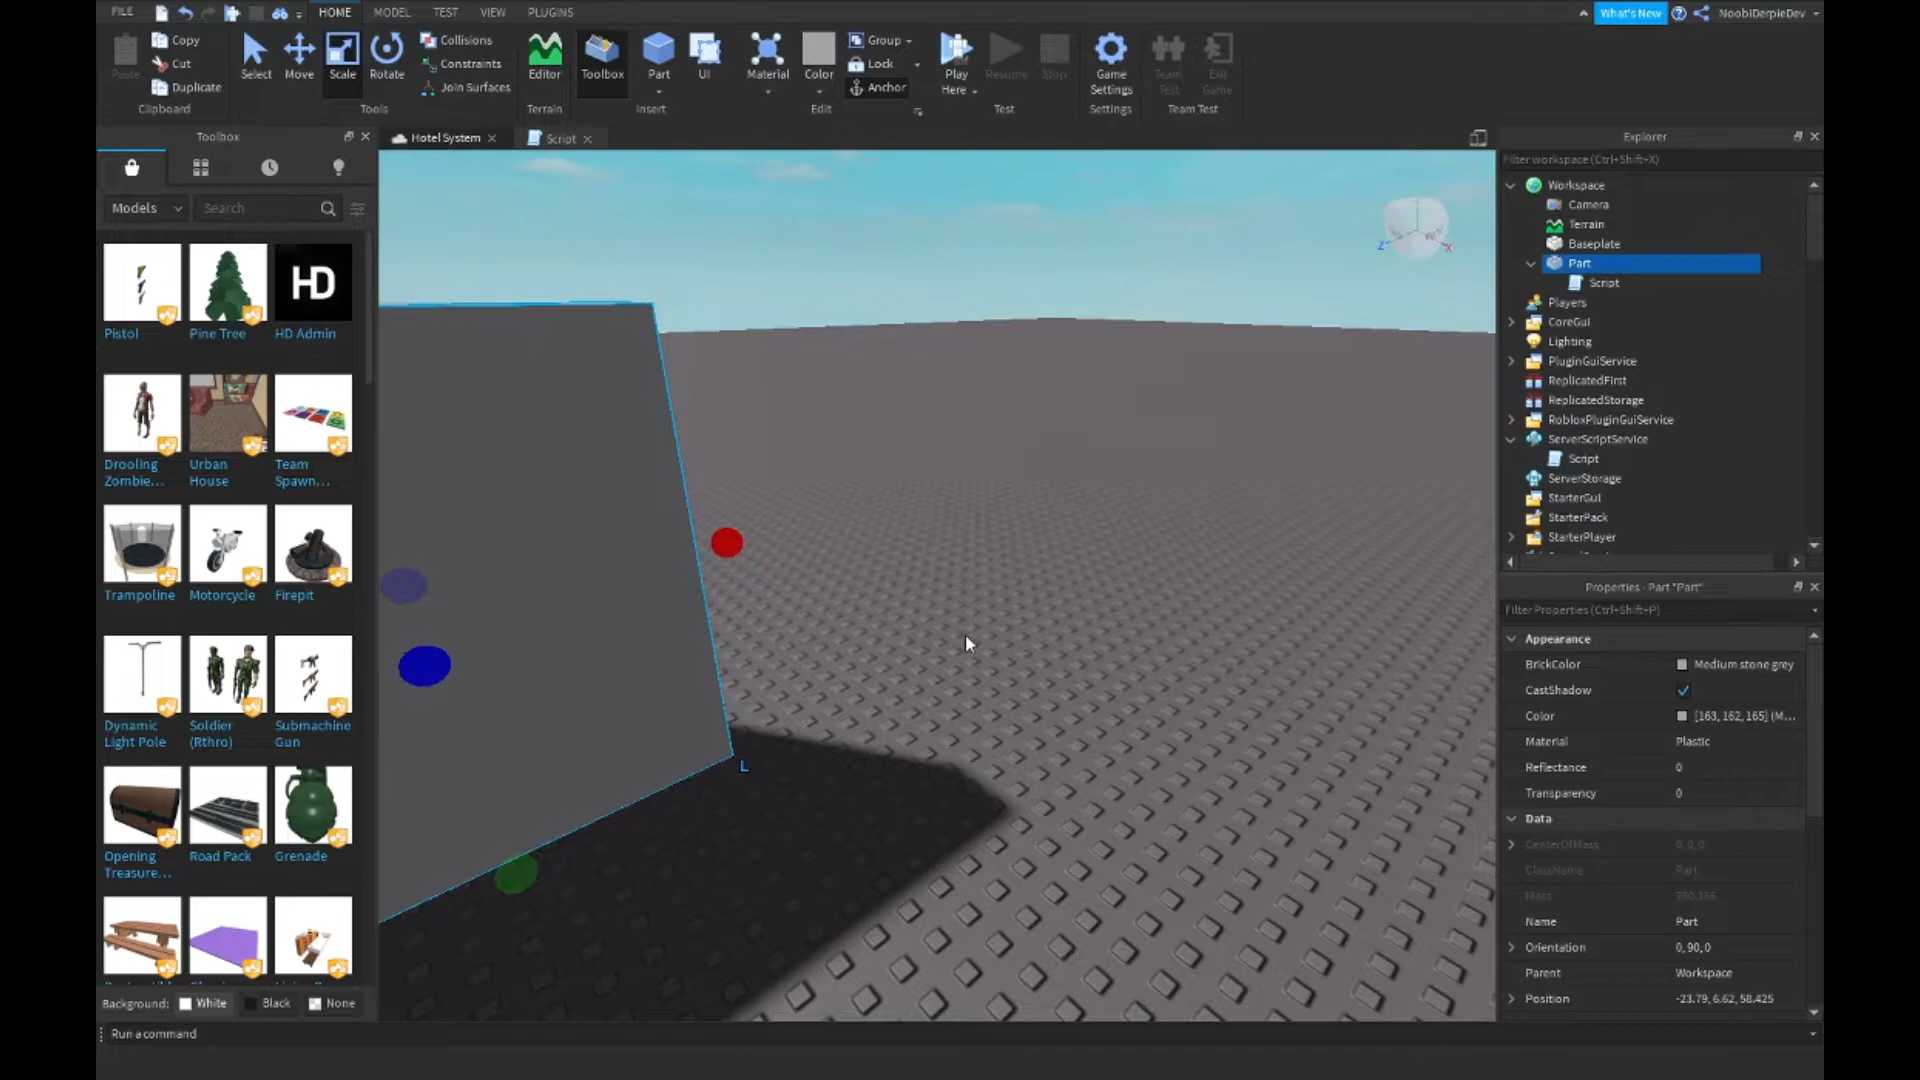 FILE HOME MODEL TEST VIEW PLUGINS What's New NoobiDerpieDev
Paste Copy Cut Duplicate Clipboard
Select Move Scale Rotate Collisions Constraints Join Surfaces Tools
Editor Terrain
Toolbox Part UI Insert
Material Color Group Lock Anchor Edit
Play Here Resume Stop Test
Game Settings Settings
Team Test Exit Game Team Test
Toolbox
Models Search
Pistol Pine Tree HD Admin
HD
Drooling Zombie... Urban House Team Spawn...
Trampoline Motorcycle Firepit
Dynamic Light Pole Soldier (Rthro) Submachine Gun
Opening Treasure... Road Pack Grenade
Background: White Black None
Run a command
Hotel System Script
Z X
L
Explorer
Filter workspace (Ctrl+Shift+X)
Workspace
Camera
Terrain
Baseplate
Part
Script
Players
CoreGui
Lighting
PluginGuiService
ReplicatedFirst
ReplicatedStorage
RobloxPluginGuiService
ServerScriptService
Script
ServerStorage
StarterGui
StarterPack
StarterPlayer
Properties - Part "Part"
Filter Properties (Ctrl+Shift+P)
Appearance
BrickColor Medium stone grey
CastShadow
Color [163, 162, 165] (M...
Material Plastic
Reflectance 0
Transparency 0
Data
CenterOfMass 0, 0, 0
ClassName Part
Mass
Name Part
Orientation 0, 90, 0
Parent Workspace
Position -23.79, 6.62, 58.425